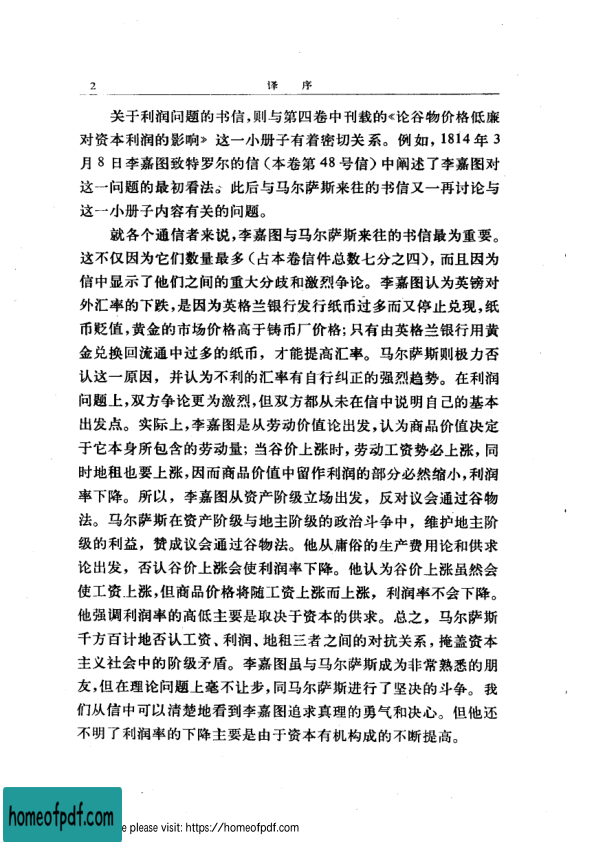 2 译 序
关于利润问题的书信,则与第四卷中刊载的《论谷物价格低廉
对资本利润的影响》这一小册子有着密切关系。例如,1814年3
月8日李嘉图致特罗尔的信(本卷第48号信)中阐述了李嘉图对
这一问题的最初看法。此后与马尔萨斯来往的书信又一再讨论与
这一小册子内容有关的问题。
就各个通信者来说,李嘉图与马尔萨斯来往的书信最为重要。
这不仅因为它们数量最多(占本卷信件总数七分之四),而且因为
信中显示了他们之间的重大分歧和激烈争论。李嘉图认为英镑对
外汇率的下跌,是因为英格兰银行发行纸币过多而又停止兑现,纸
币贬值,黄金的市场价格高于铸币厂价格;只有由英格兰银行用黄
金兑换回流通中过多的纸币,才能提高汇率。马尔萨斯则极力否
认这一原因,并认为不利的汇率有自行纠正的强烈趋势。在利润
问题上,双方争论更为激烈,但双方都从未在信中说明自己的基本
出发点。实际上,李嘉图是从劳动价值论出发,认为商品价值决定
于它本身所包含的劳动量;当谷价上涨时,劳动工资势必上涨,同
时地租也要上涨,因而商品价值中留作利润的部分必然缩小,利润
率下降。所以,李嘉图从资产阶级立场出发,反对议会通过谷物
法。马尔萨斯在资产阶级与地主阶级的政治斗争中,维护地主阶
级的利益,赞成议会通过谷物法。他从庸俗的生产费用论和供求
论出发,否认谷价上涨会使利润率下降。他认为谷价上涨虽然会
使工资上涨,但商品价格将随工资上涨而上涨,利润率不会下降。
他强调利润率的高低主要是取决于资本的供求。总之,马尔萨斯
千方百计地否认工资、利润、地租三者之间的对抗关系,掩盖资本
主义社会中的阶级矛盾。李嘉图虽与马尔萨斯成为非常熟悉的朋
友,但在理论问题上毫不让步,同马尔萨斯进行了坚决的斗争。我
们从信中可以清楚地看到李嘉图追求真理的勇气和决心。但他还
不明了利润率的下降主要是由于资本有机构成的不断提高。
homeofpdf.com
e please visit: https://homeofpdf.com